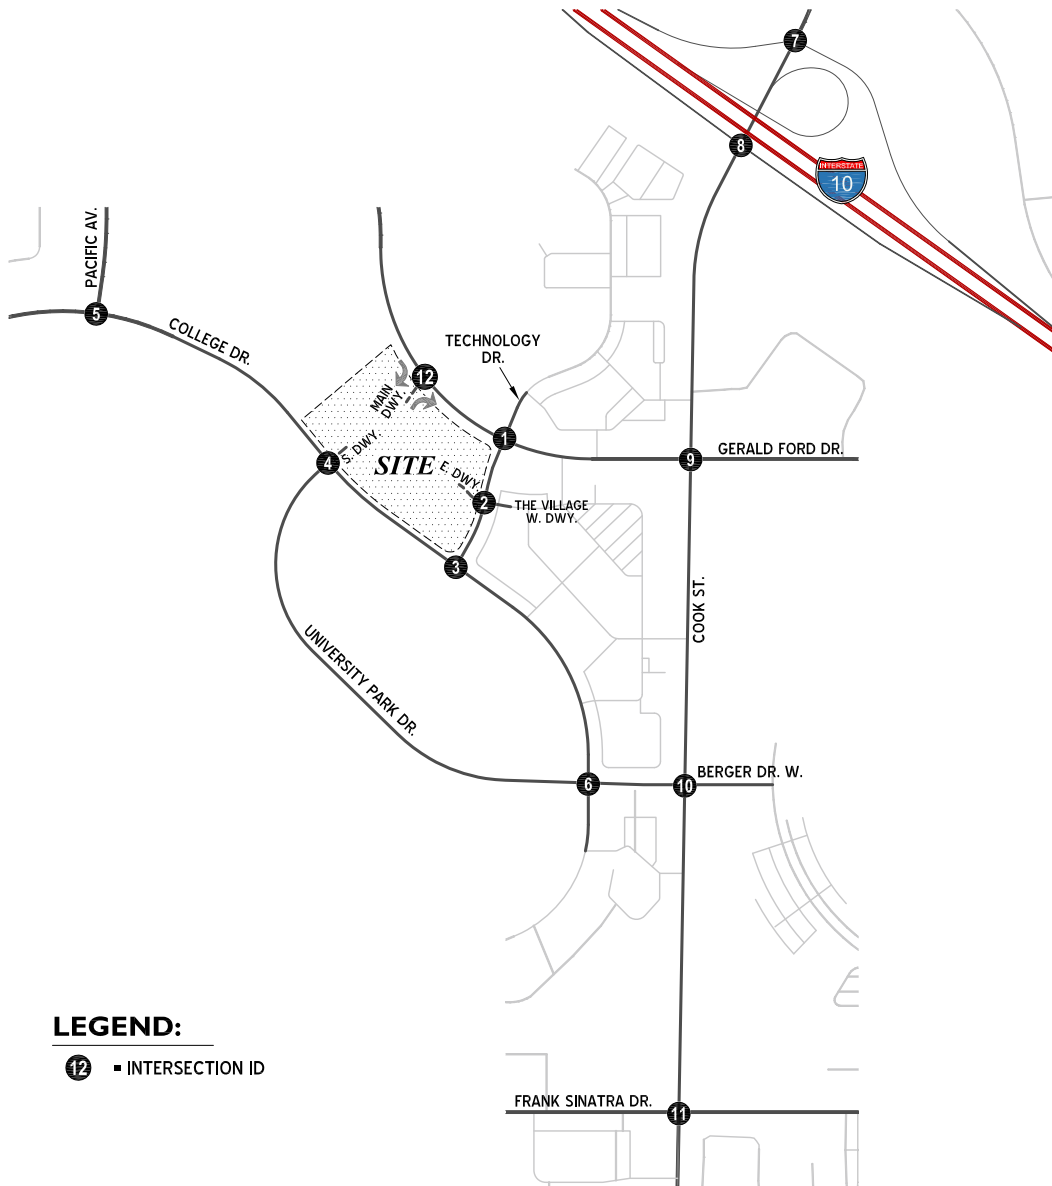 7
8
INTERSTATE
10
PACIFIC AV.
5
COLLEGE DR.
TECHNOLOGY
DR.
12
MAIN
DWY.
1
GERALD FORD DR.
9
S. DWY.
4
SITE
E. DWY.
2
THE VILLAGE
W. DWY.
3
COOK ST.
UNIVERSITY PARK DR.
6
BERGER DR. W.
10
LEGEND:
12 = INTERSECTION ID
FRANK SINATRA DR.
11